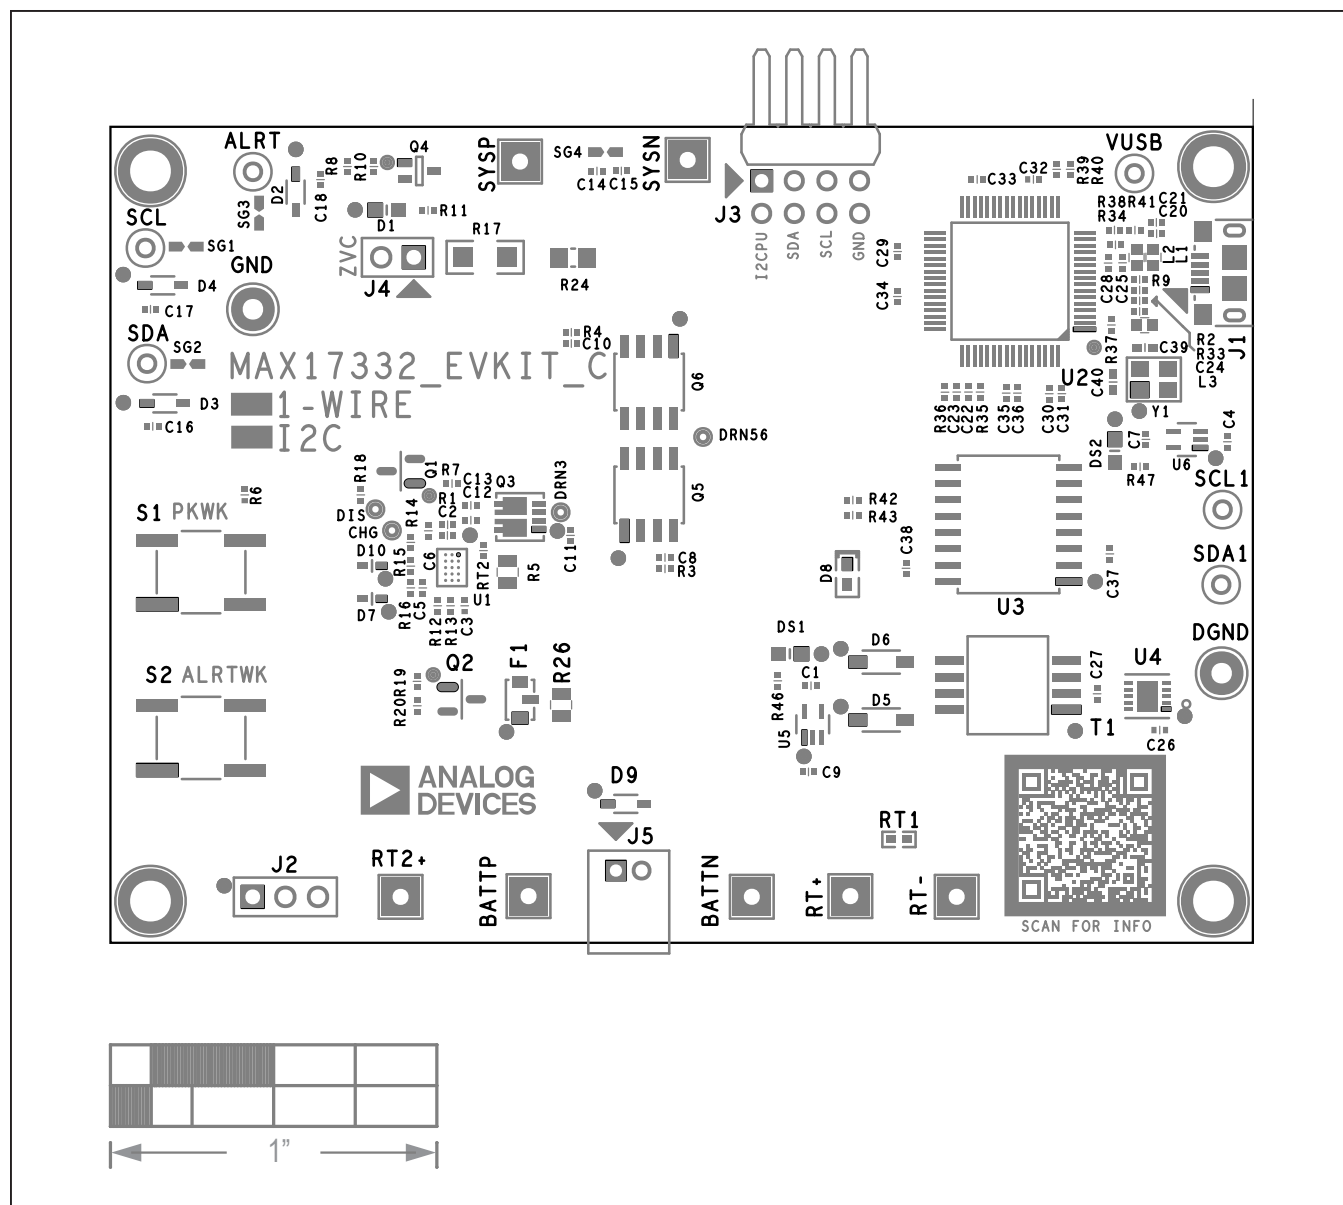 ALRT
R8
R10
Q4
SYSP
SG4
SYSN
VUSB
C33
C32
R39
R40
D2
C18
C14
C15
J3
SG3
D1
R11
R17
R38
R41
C21
R34
C20
SCL
SG1
ZVC
J4
R24
I2CPU
SDA
SCL
GND
C29
L2
L1
GND
D4
C17
C34
C28
C25
R9
J1
SDA
SG2
R4
C10
R37
C39
R2
R33
C24
L3
U2
MAX17332_EVKIT_C
Q6
C40
Y1
D3
C16
1-WIRE
I2C
R36
C23
C22
R35
C35
C36
C30
C31
DRN56
DS2
C7
C4
U6
R47
R18
Q1
R7
C13
C12
Q3
DRN3
Q5
SCL1
R6
S1
PKWK
DIS
CHG
R14
R1
C2
R42
R43
C38
C37
D10
R15
C6
RT2
R5
C11
C8
R3
D8
SDA1
D7
R16
C5
U1
R12
R13
C3
U3
DGND
DS1
D6
S2
ALRTWK
Q2
F1
R26
R20
R19
C1
R46
U5
D5
C27
U4
T1
C26
C9
ANALOG
DEVICES
D9
J5
RT1
J2
RT2+
BATTP
BATTN
RT+
RT-
SCAN FOR INFO
1"